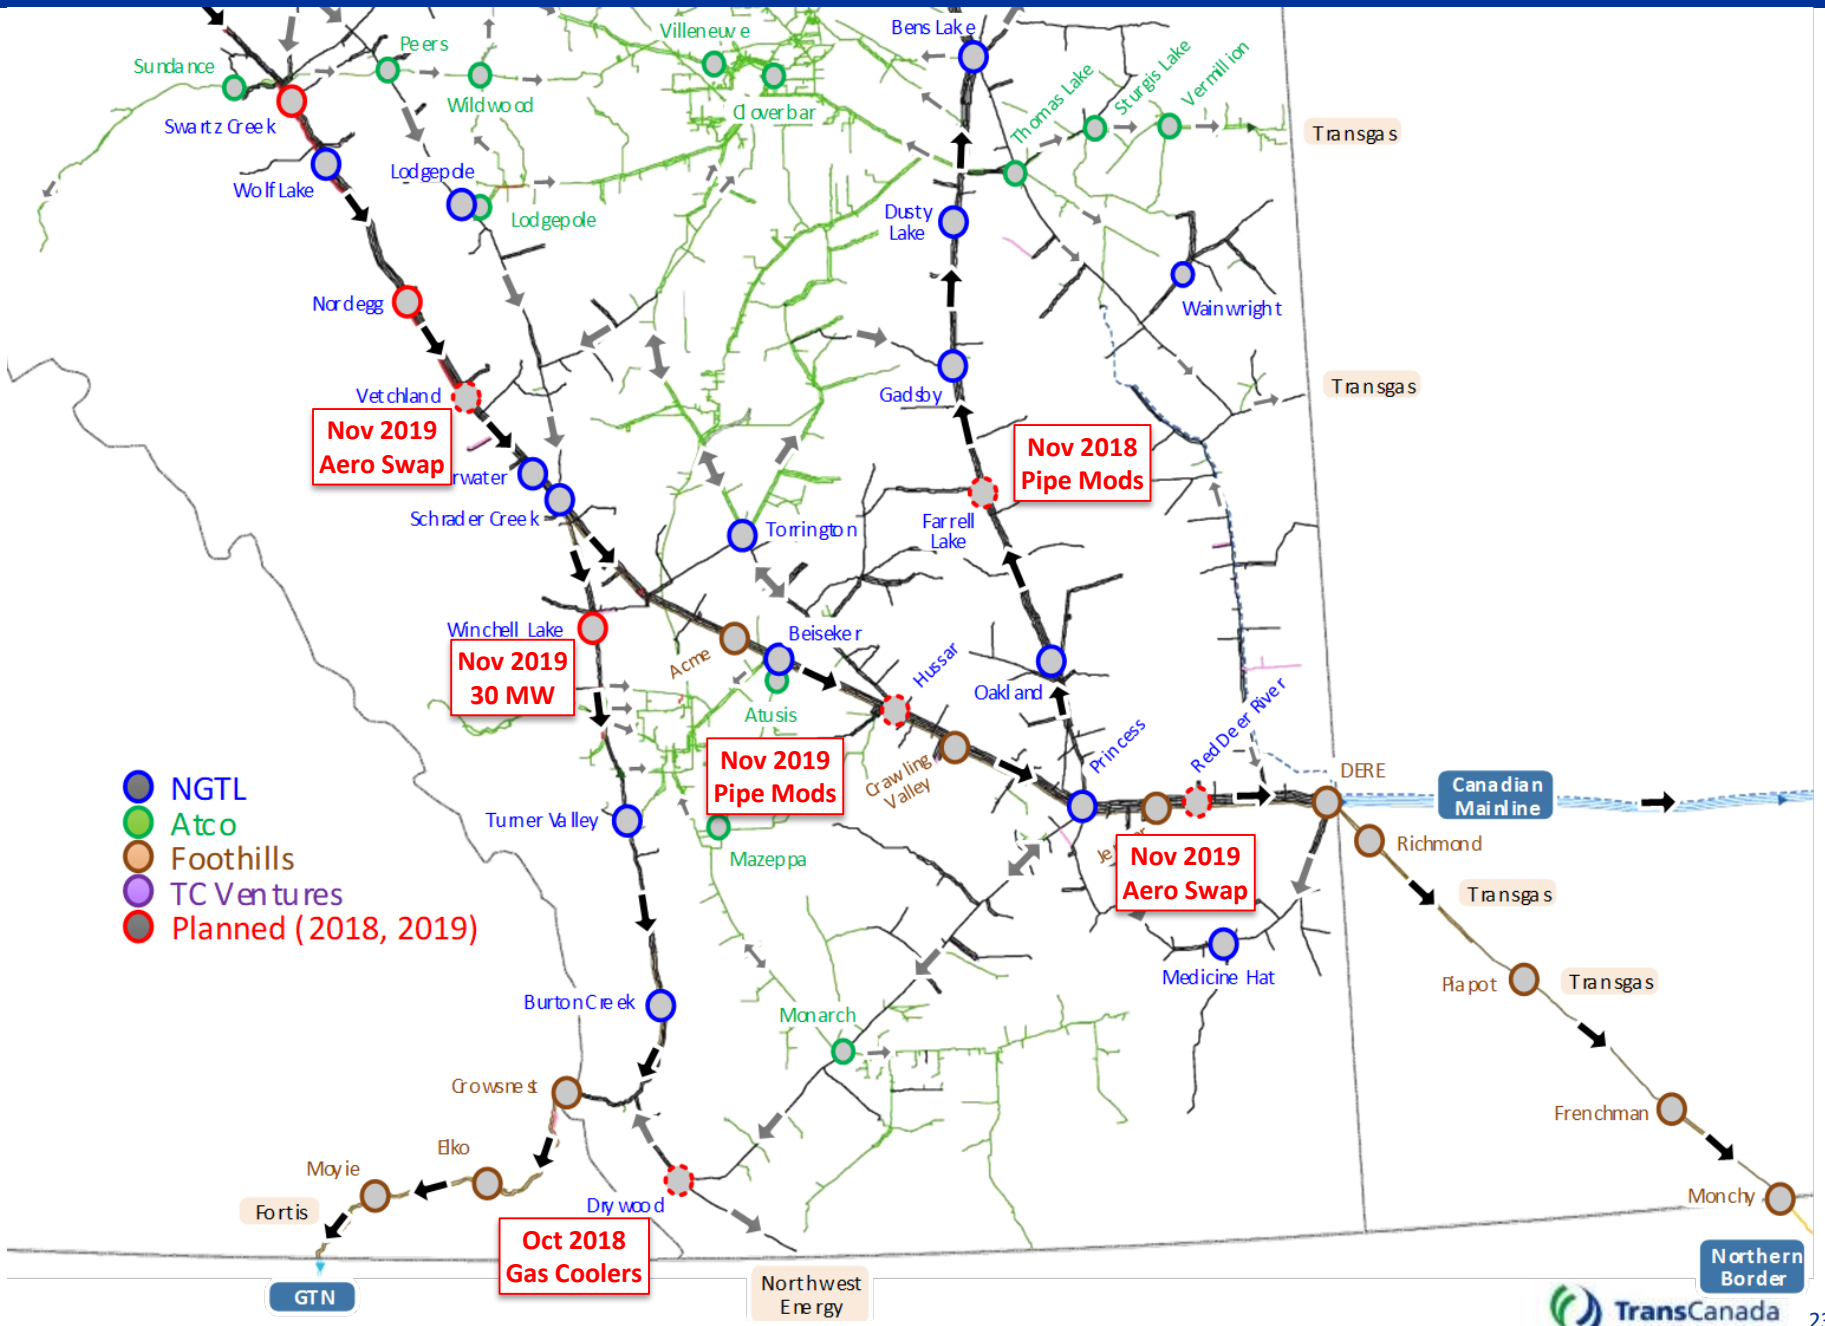 Bens Lake
Villeneuve
Peers
Sundance
Sturgis Lake
Vermillion
Thomas Lake
Wildwood
Cloverbar
Swartz Creek
Transgas
Lodgepole
Wolf Lake
Lodgepole
Dusty
Lake
Nordegg
Wainwright
Vetchland
Gadsby
Transgas
Nov 2019
Aero Swap
Nov 2018
Pipe Mods
rwater
Schrader Creek
Torrington
Farrell
Lake
Winchell Lake
Beiseker
Nov 2019
30 MW
Acme
Hussar
Oakland
Atusis
Princess
Red Deer River
Nov 2019
Pipe Mods
Crawling
Valley
DERE
Canadian
Mainline
NGTL
Atco
Foothills
TC Ventures
Planned (2018, 2019)
Turner Valley
Mazeppa
Je
r
Nov 2019
Aero Swap
Richmond
Transgas
Medicine Hat
Piapot
Transgas
Burton Creek
Monarch
Crowsnest
Frenchman
Elko
Moyie
Fortis
Drywood
Monchy
Oct 2018
Gas Coolers
GTN
Northwest
Energy
Northern
Border
TransCanada
23